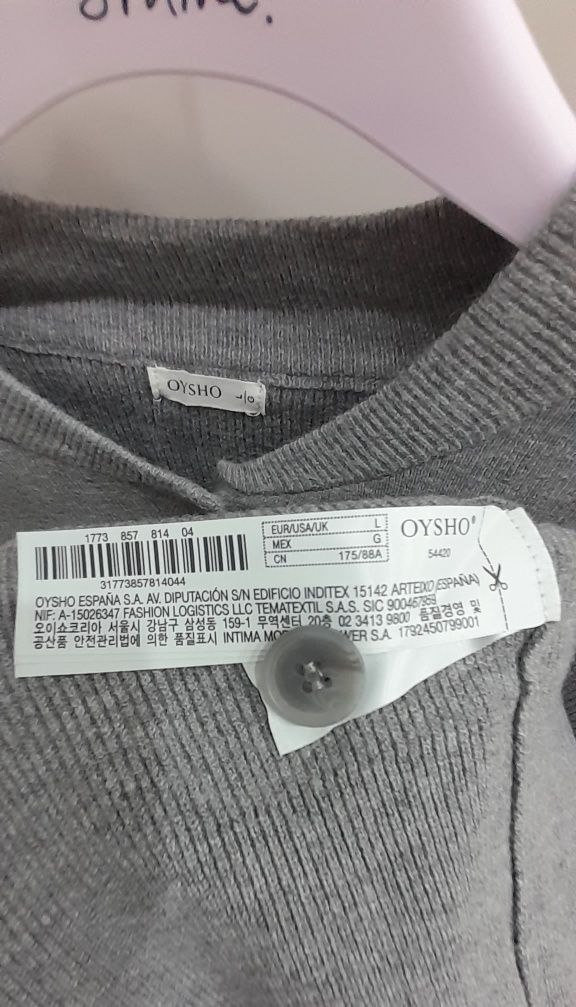 OYSHO L G
1773 857 814 04
31773857814044
EUR/USA/UK L
MEX G
CN 175/88A
OYSHO
54420
OYSHO ESPAÑA S.A. AV. DIPUTACIÓN S/N EDIFICIO INDITEX 15142 ARTEIXO (ESPAÑA)
NIF: A-15026347 FASHION LOGISTICS LLC TEMATEXTIL S.A.S. SIC 900467859
오이쇼코리아 서울시 강남구 삼성동 159-1 무역센터 20층 02 3413 9800 품질경영 및
공산품 안전관리법에 의한 품질표시 INTIMA S.A. 1792450799001